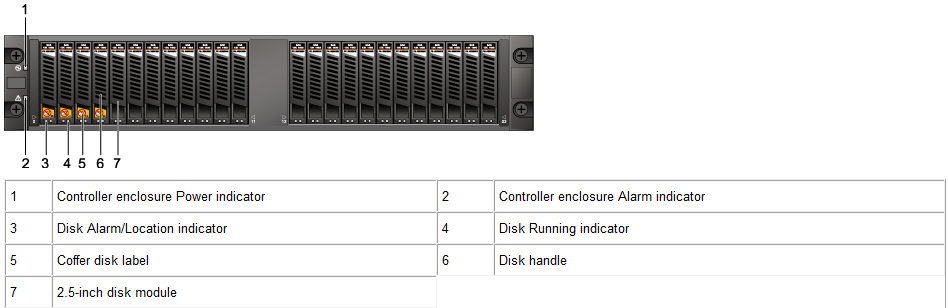 1
2 3 4 5 6 7
1 Controller enclosure Power indicator 2 Controller enclosure Alarm indicator
3 Disk Alarm/Location indicator 4 Disk Running indicator
5 Coffer disk label 6 Disk handle
7 2.5-inch disk module